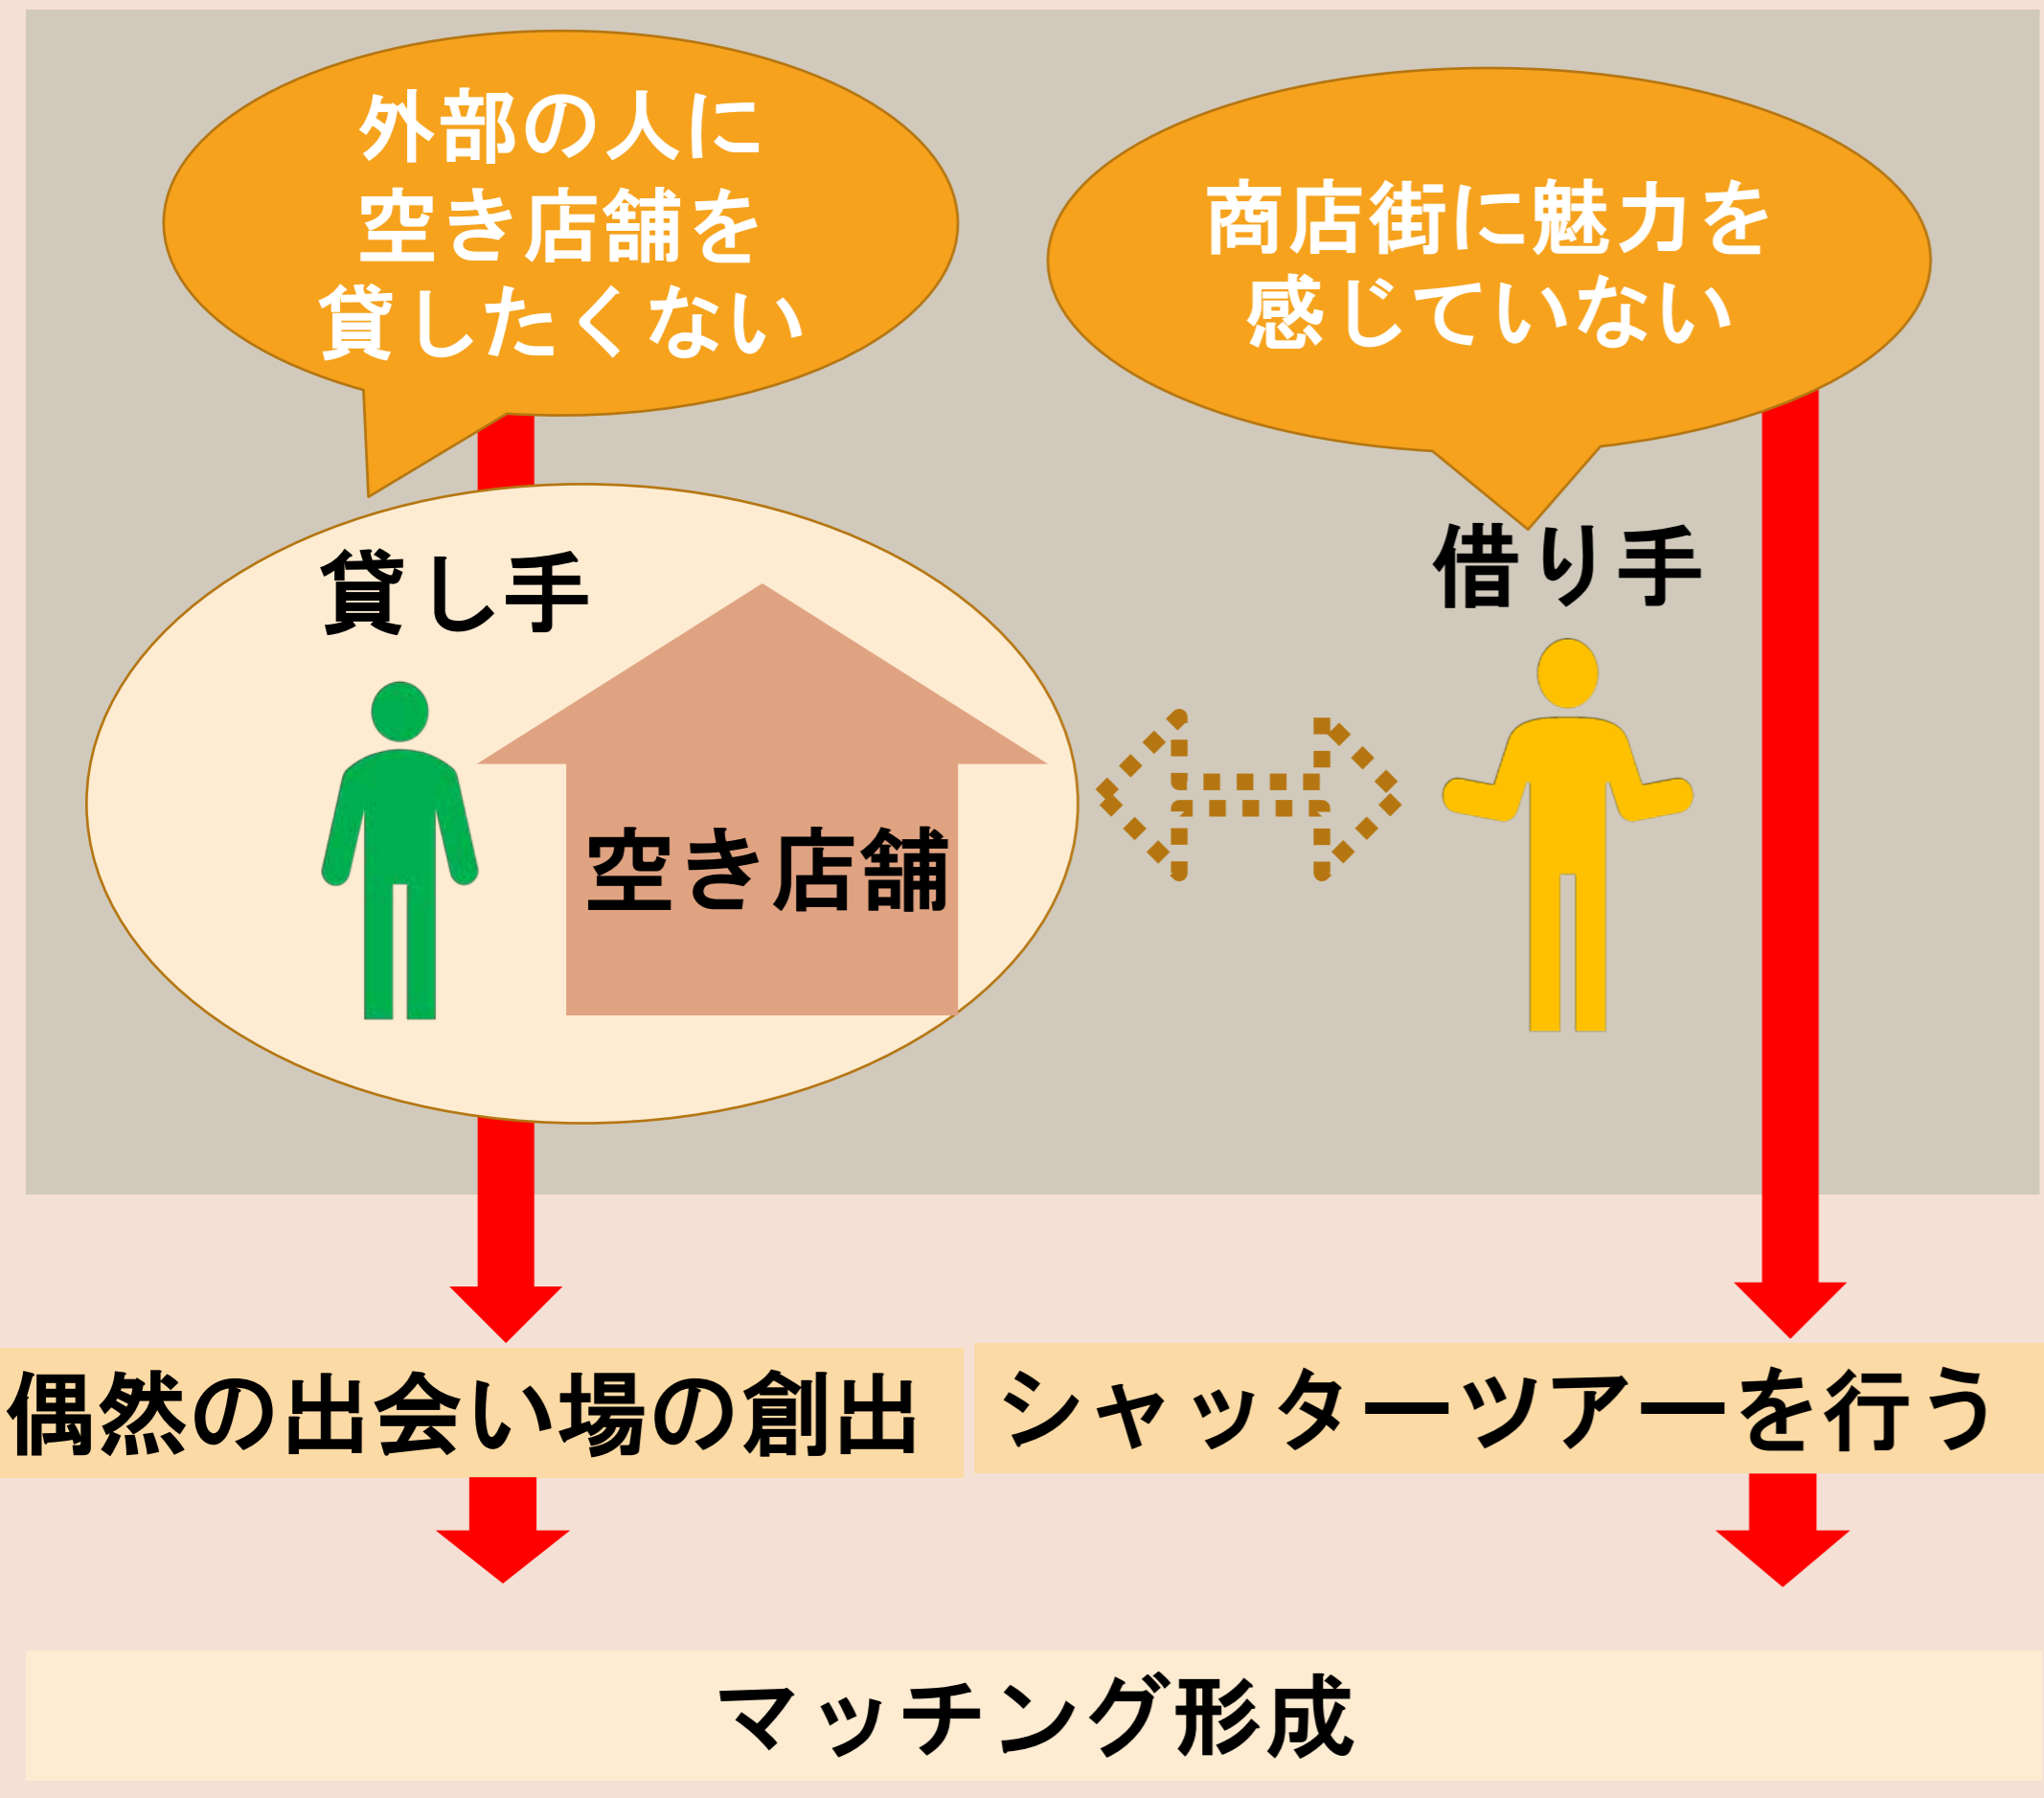 外部の人に
空き店舗を
貸したくない
商店街に魅力を
感じていない
貸し手
借り手
空き店舗
偶然の出会い場の創出
シャッターツアーを行う
マッチング形成